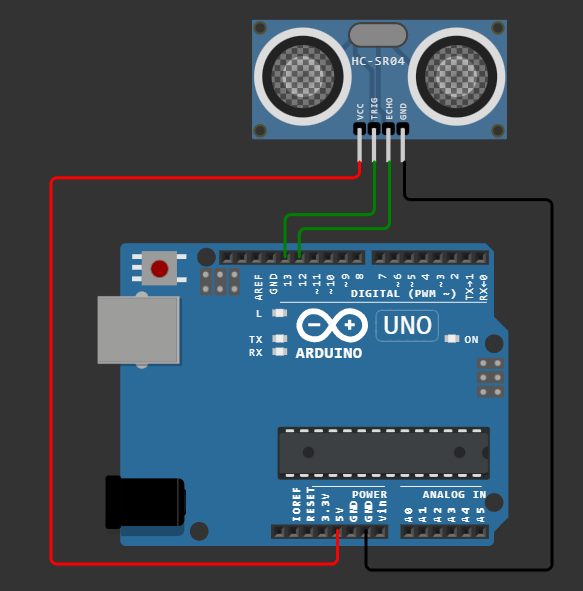 HC-SR04
VCC
TRIG
ECHO
GND
AREF
GND
13
12
~11
~10
~9
8
7
~6
~5
4
~3
2
TX→1
RX←0
DIGITAL (PWM ~)
L
TX
RX
ARDUINO
UNO
ON
IOREF
RESET
3.3V
5V
GND
GND
Vin
POWER
ANALOG IN
A0
A1
A2
A3
A4
A5